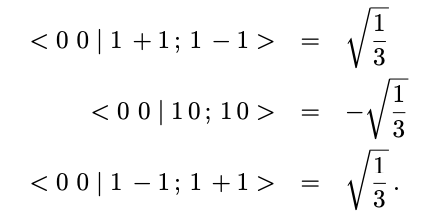 < 0 0 | 1 + 1 ; 1 − 1 > = √(1/3)
< 0 0 | 1 0 ; 1 0 > = −√(1/3)
< 0 0 | 1 − 1 ; 1 + 1 > = √(1/3) .